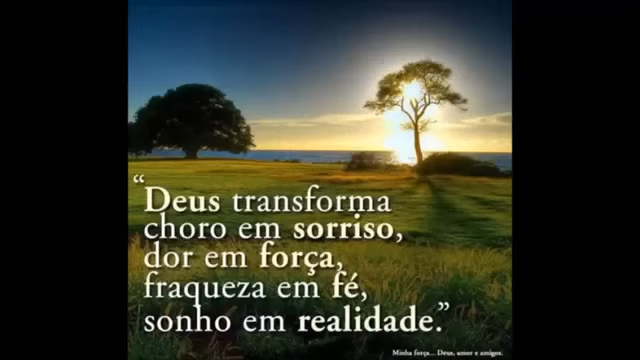 “Deus transforma
choro em sorriso,
dor em força,
fraqueza em fé,
sonho em realidade.”
Minha força... Deus, amor e amigos.